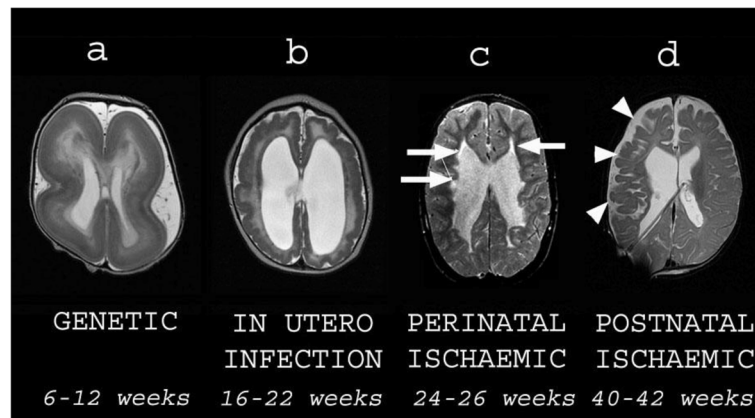 a b c d
GENETIC IN UTERO PERINATAL POSTNATAL
INFECTION ISCHAEMIC ISCHAEMIC
6-12 weeks 16-22 weeks 24-26 weeks 40-42 weeks